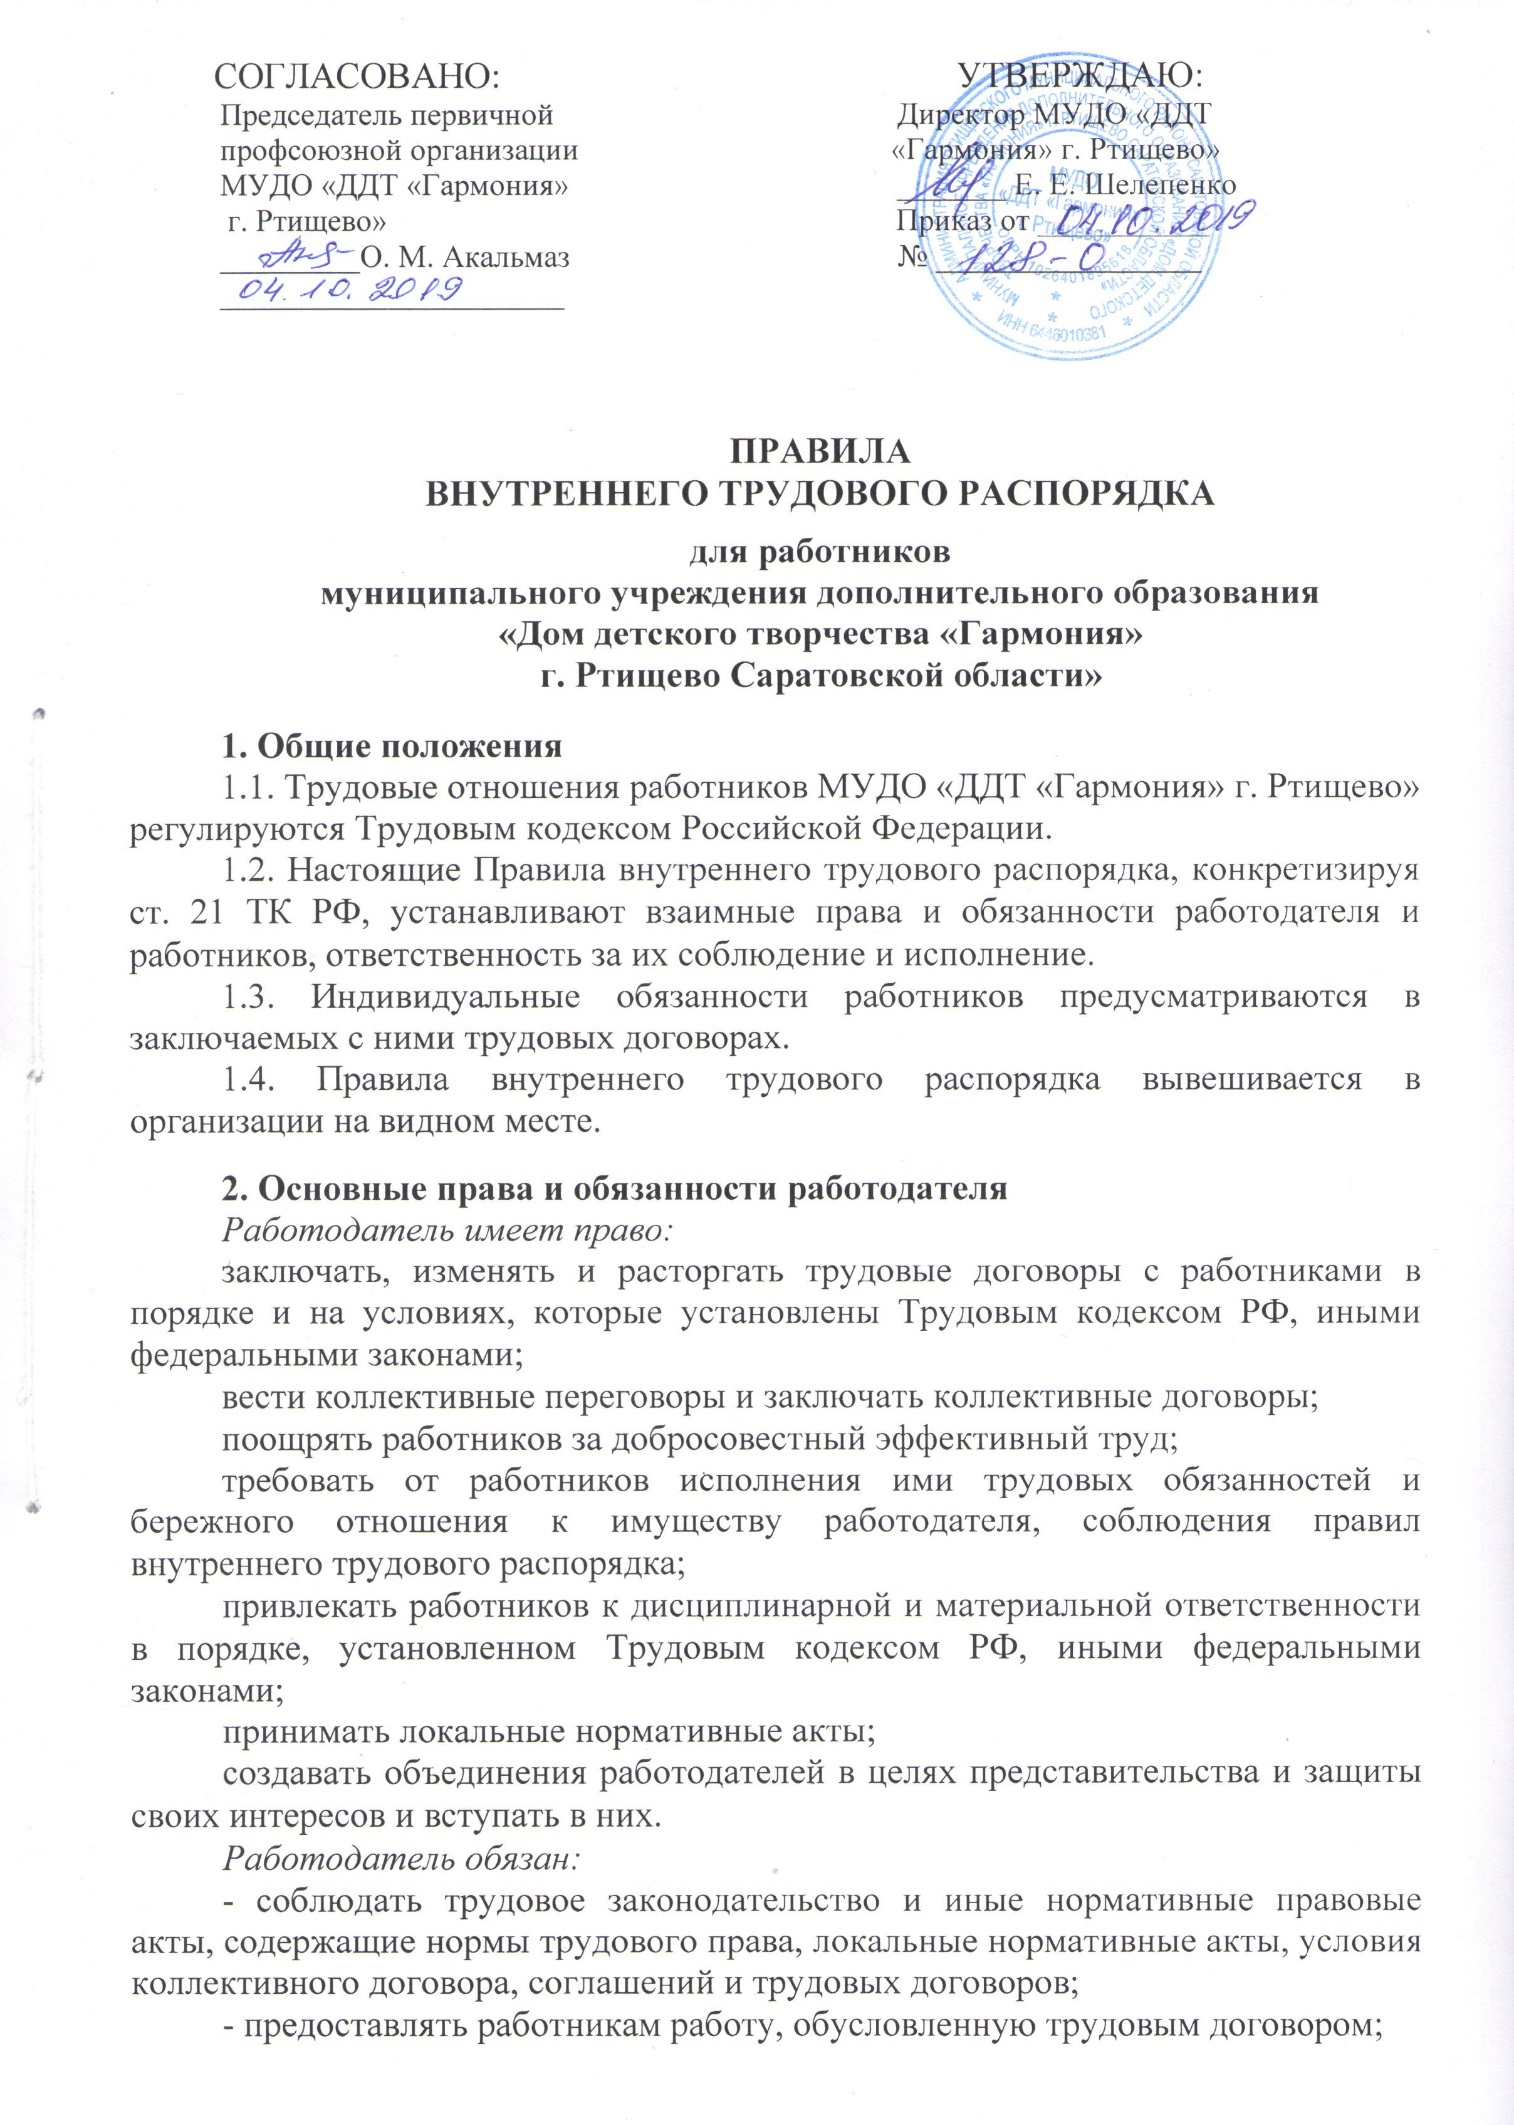 СОГЛАСОВАНО:
Председатель первичной
профсоюзной организации
МУДО «ДДТ «Гармония»
г. Ртищево»
О. М. Акальмаз
04.10.2019
УТВЕРЖДАЮ:
Директор МУДО «ДДТ
«Гармония» г. Ртищево»
Е. Е. Шелепенко
Приказ от 04.10.2019
№ 128-О
МУДО
«ДДТ «Гармония»
г. Ртищево»
ИНН 6446010381
ПРАВИЛА
ВНУТРЕННЕГО ТРУДОВОГО РАСПОРЯДКА
для работников
муниципального учреждения дополнительного образования
«Дом детского творчества «Гармония»
г. Ртищево Саратовской области»
1. Общие положения
1.1. Трудовые отношения работников МУДО «ДДТ «Гармония» г. Ртищево»
регулируются Трудовым кодексом Российской Федерации.
1.2. Настоящие Правила внутреннего трудового распорядка, конкретизируя
ст. 21 ТК РФ, устанавливают взаимные права и обязанности работодателя и
работников, ответственность за их соблюдение и исполнение.
1.3. Индивидуальные обязанности работников предусматриваются в
заключаемых с ними трудовых договорах.
1.4. Правила внутреннего трудового распорядка вывешивается в
организации на видном месте.
2. Основные права и обязанности работодателя
Работодатель имеет право:
заключать, изменять и расторгать трудовые договоры с работниками в
порядке и на условиях, которые установлены Трудовым кодексом РФ, иными
федеральными законами;
вести коллективные переговоры и заключать коллективные договоры;
поощрять работников за добросовестный эффективный труд;
требовать от работников исполнения ими трудовых обязанностей и
бережного отношения к имуществу работодателя, соблюдения правил
внутреннего трудового распорядка;
привлекать работников к дисциплинарной и материальной ответственности
в порядке, установленном Трудовым кодексом РФ, иными федеральными
законами;
принимать локальные нормативные акты;
создавать объединения работодателей в целях представительства и защиты
своих интересов и вступать в них.
Работодатель обязан:
- соблюдать трудовое законодательство и иные нормативные правовые
акты, содержащие нормы трудового права, локальные нормативные акты, условия
коллективного договора, соглашений и трудовых договоров;
- предоставлять работникам работу, обусловленную трудовым договором;